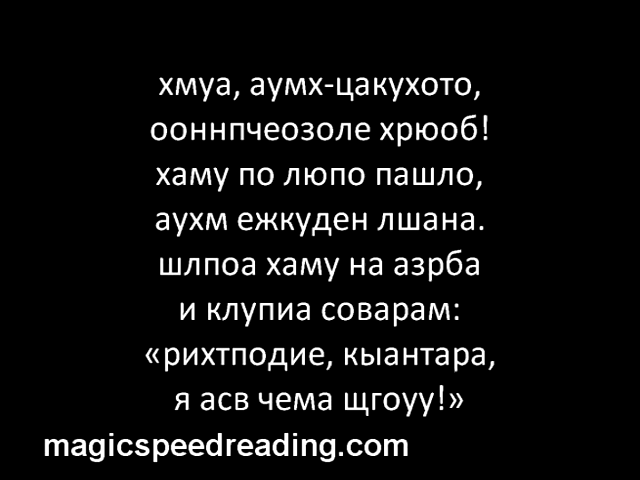 хмуа, аумх-цакухото,
ооннпчеозоле хрюоб!
хаму по люпо пашло,
аухм ежкуден лшана.
шлпоа хаму на азрба
и клупиа соварам:
«рихтподие, кыантара,
я асв чема щгоуу!»
magicspeedreading.com